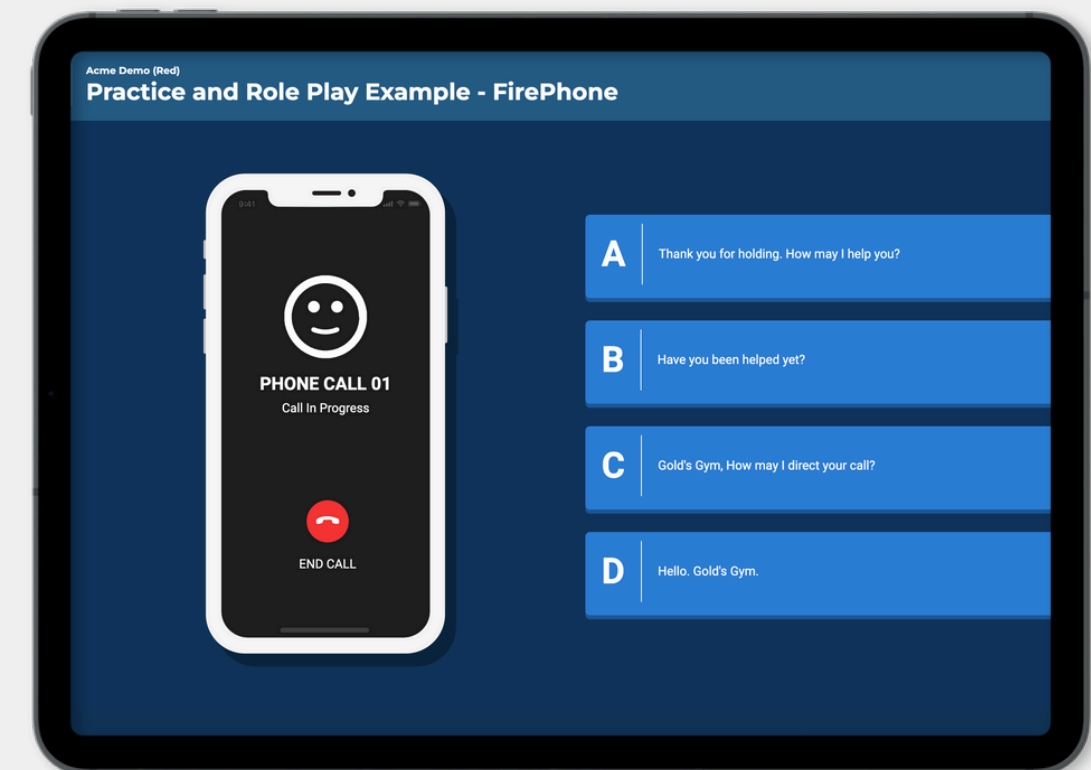 Acme Demo (Red)
Practice and Role Play Example - FirePhone
9:41
PHONE CALL 01
Call In Progress
END CALL
A
Thank you for holding. How may I help you?
B
Have you been helped yet?
C
Gold's Gym, How may I direct your call?
D
Hello. Gold's Gym.